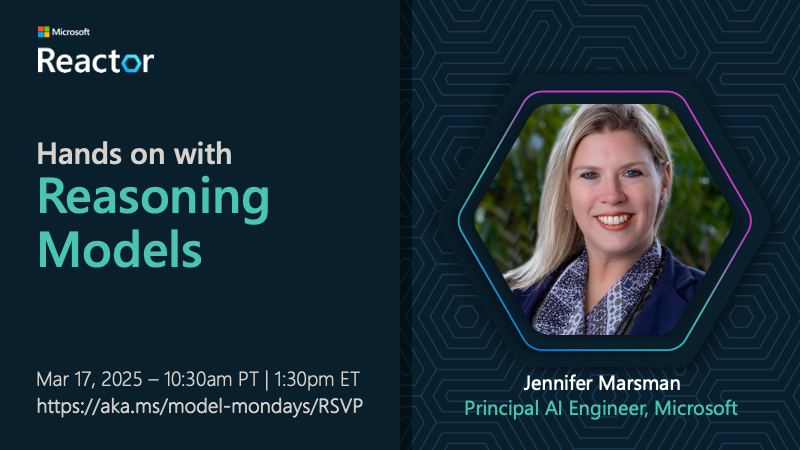 Microsoft
Reactor
Hands on with
Reasoning
Models
Mar 17, 2025 – 10:30am PT | 1:30pm ET
https://aka.ms/model-mondays/RSVP
Jennifer Marsman
Principal AI Engineer, Microsoft